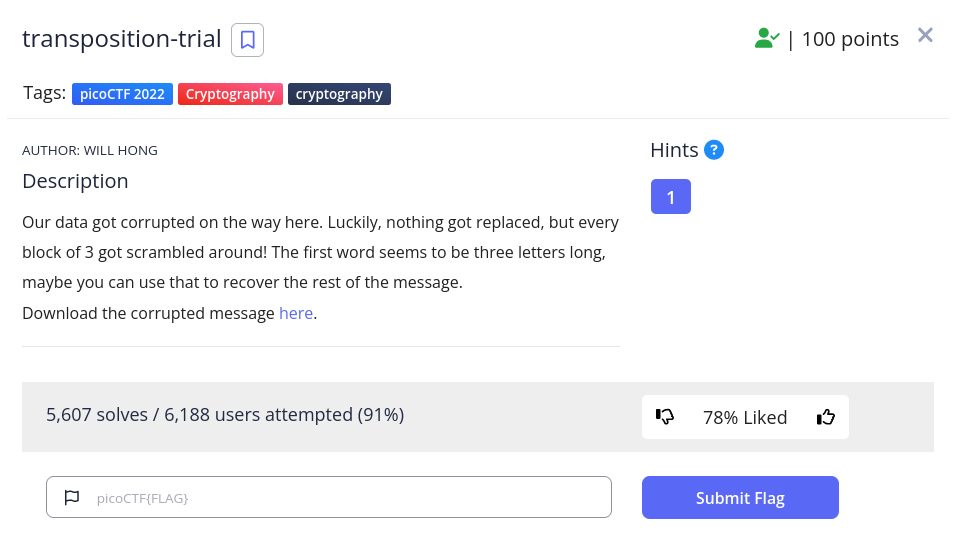 transposition-trial
| 100 points
Tags: picoCTF 2022 Cryptography cryptography
AUTHOR: WILL HONG
Description
Our data got corrupted on the way here. Luckily, nothing got replaced, but every
block of 3 got scrambled around! The first word seems to be three letters long,
maybe you can use that to recover the rest of the message.
Download the corrupted message here.
Hints ?
1
5,607 solves / 6,188 users attempted (91%)
78% Liked
picoCTF{FLAG}
Submit Flag